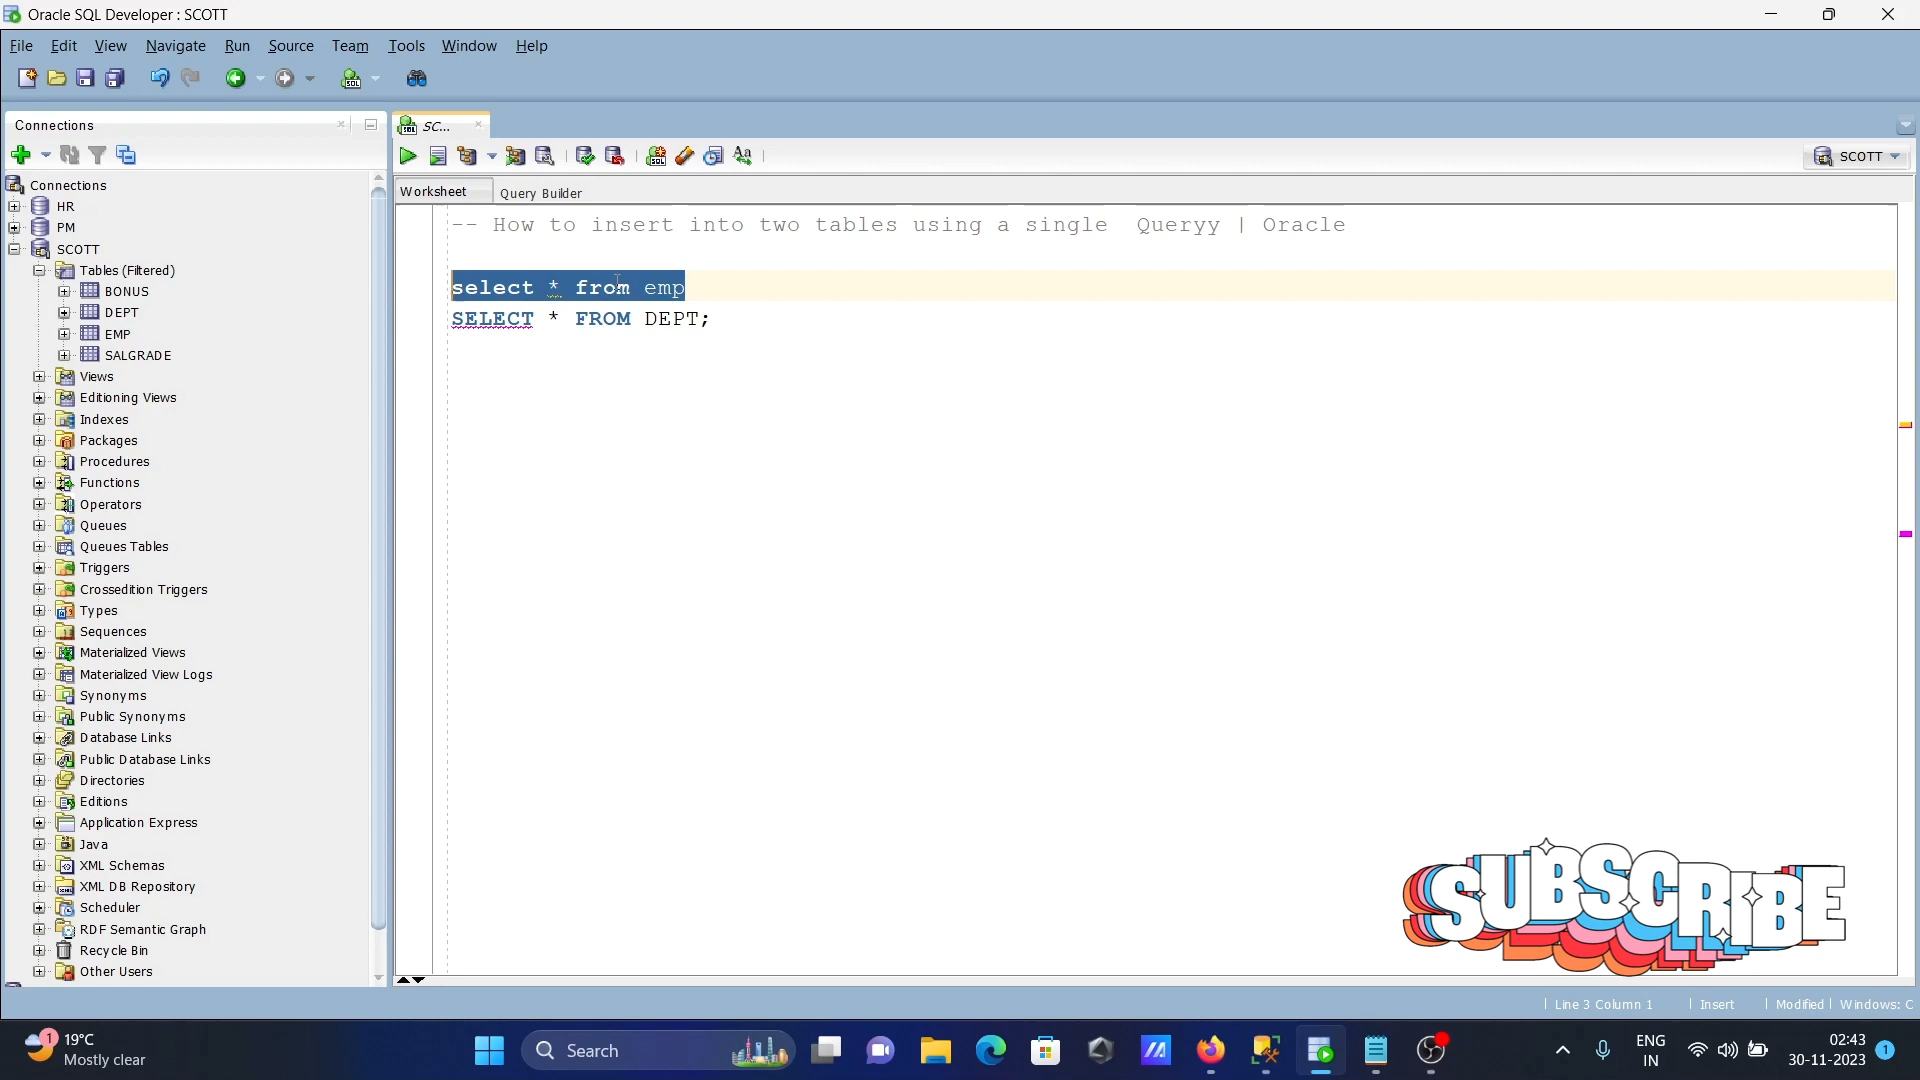 Oracle SQL Developer : SCOTT
File Edit View Navigate Run Source Team Tools Window Help
Connections
SC...
SCOTT
Worksheet
Query Builder
Connections
HR
PM
SCOTT
Tables (Filtered)
BONUS
DEPT
EMP
SALGRADE
Views
Editioning Views
Indexes
Packages
Procedures
Functions
Operators
Queues
Queues Tables
Triggers
Crossedition Triggers
Types
Sequences
Materialized Views
Materialized View Logs
Synonyms
Public Synonyms
Database Links
Public Database Links
Directories
Editions
Application Express
Java
XML Schemas
XML DB Repository
Scheduler
RDF Semantic Graph
Recycle Bin
Other Users
-- How to insert into two tables using a single  Queryy | Oracle
select * from emp
SELECT * FROM DEPT;
SUBSCRIBE
Line 3 Column 1 Insert Modified Windows: C
1
19°C
Mostly clear
Search
ENG
IN
02:43
30-11-2023
1